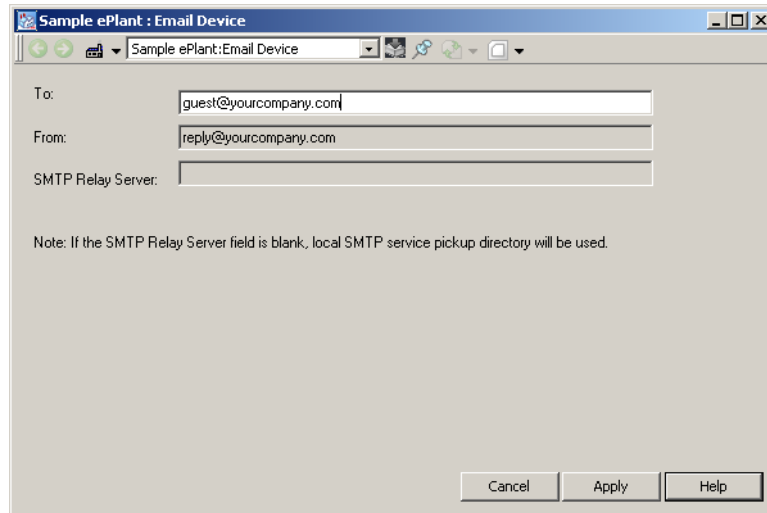 Sample ePlant : Email Device
Sample ePlant:Email Device
To:
guest@yourcompany.com
From:
reply@yourcompany.com
SMTP Relay Server:
Note: If the SMTP Relay Server field is blank, local SMTP service pickup directory will be used.
Cancel Apply Help